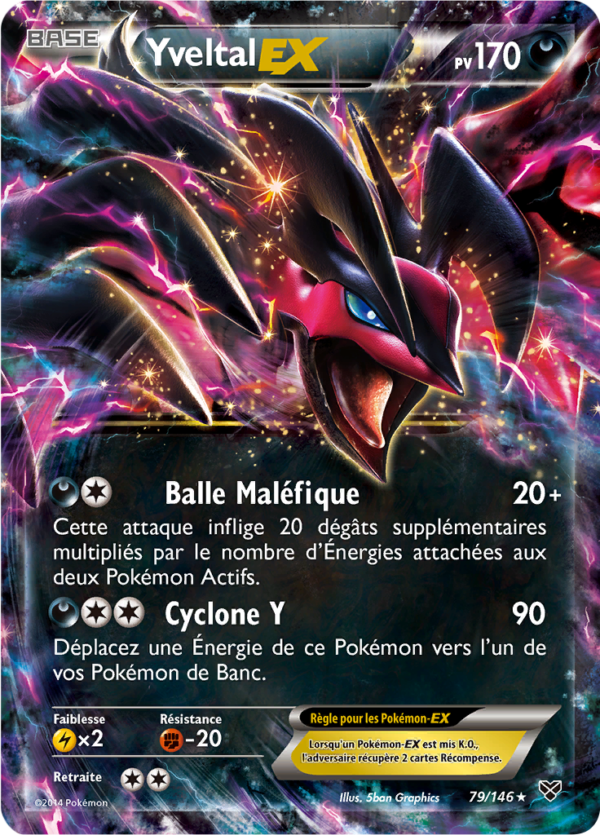 BASE
YveltalEX
PV170
Balle Maléfique 20+
Cette attaque inflige 20 dégâts supplémentaires
multipliés par le nombre d'Énergies attachées aux
deux Pokémon Actifs.
Cyclone Y 90
Déplacez une Énergie de ce Pokémon vers l'un de
vos Pokémon de Banc.
Faiblesse Résistance
×2 -20
Retraite
Règle pour les Pokémon-EX
Lorsqu'un Pokémon-EX est mis K.O.,
l'adversaire récupère 2 cartes Récompense.
©2014 Pokémon
Illus. 5ban Graphics 79/146★